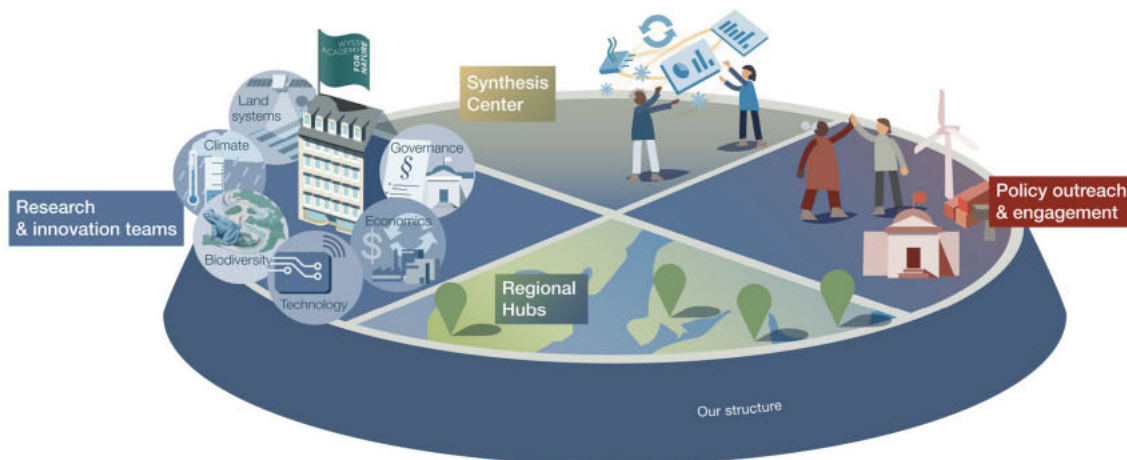 WYSS
ACADEMY
FOR
NATURE
Synthesis
Center
Land
systems
Climate
Governance
§
Research
& innovation teams
Policy outreach
& engagement
Economics
$
Biodiversity
Technology
Regional
Hubs
Our structure